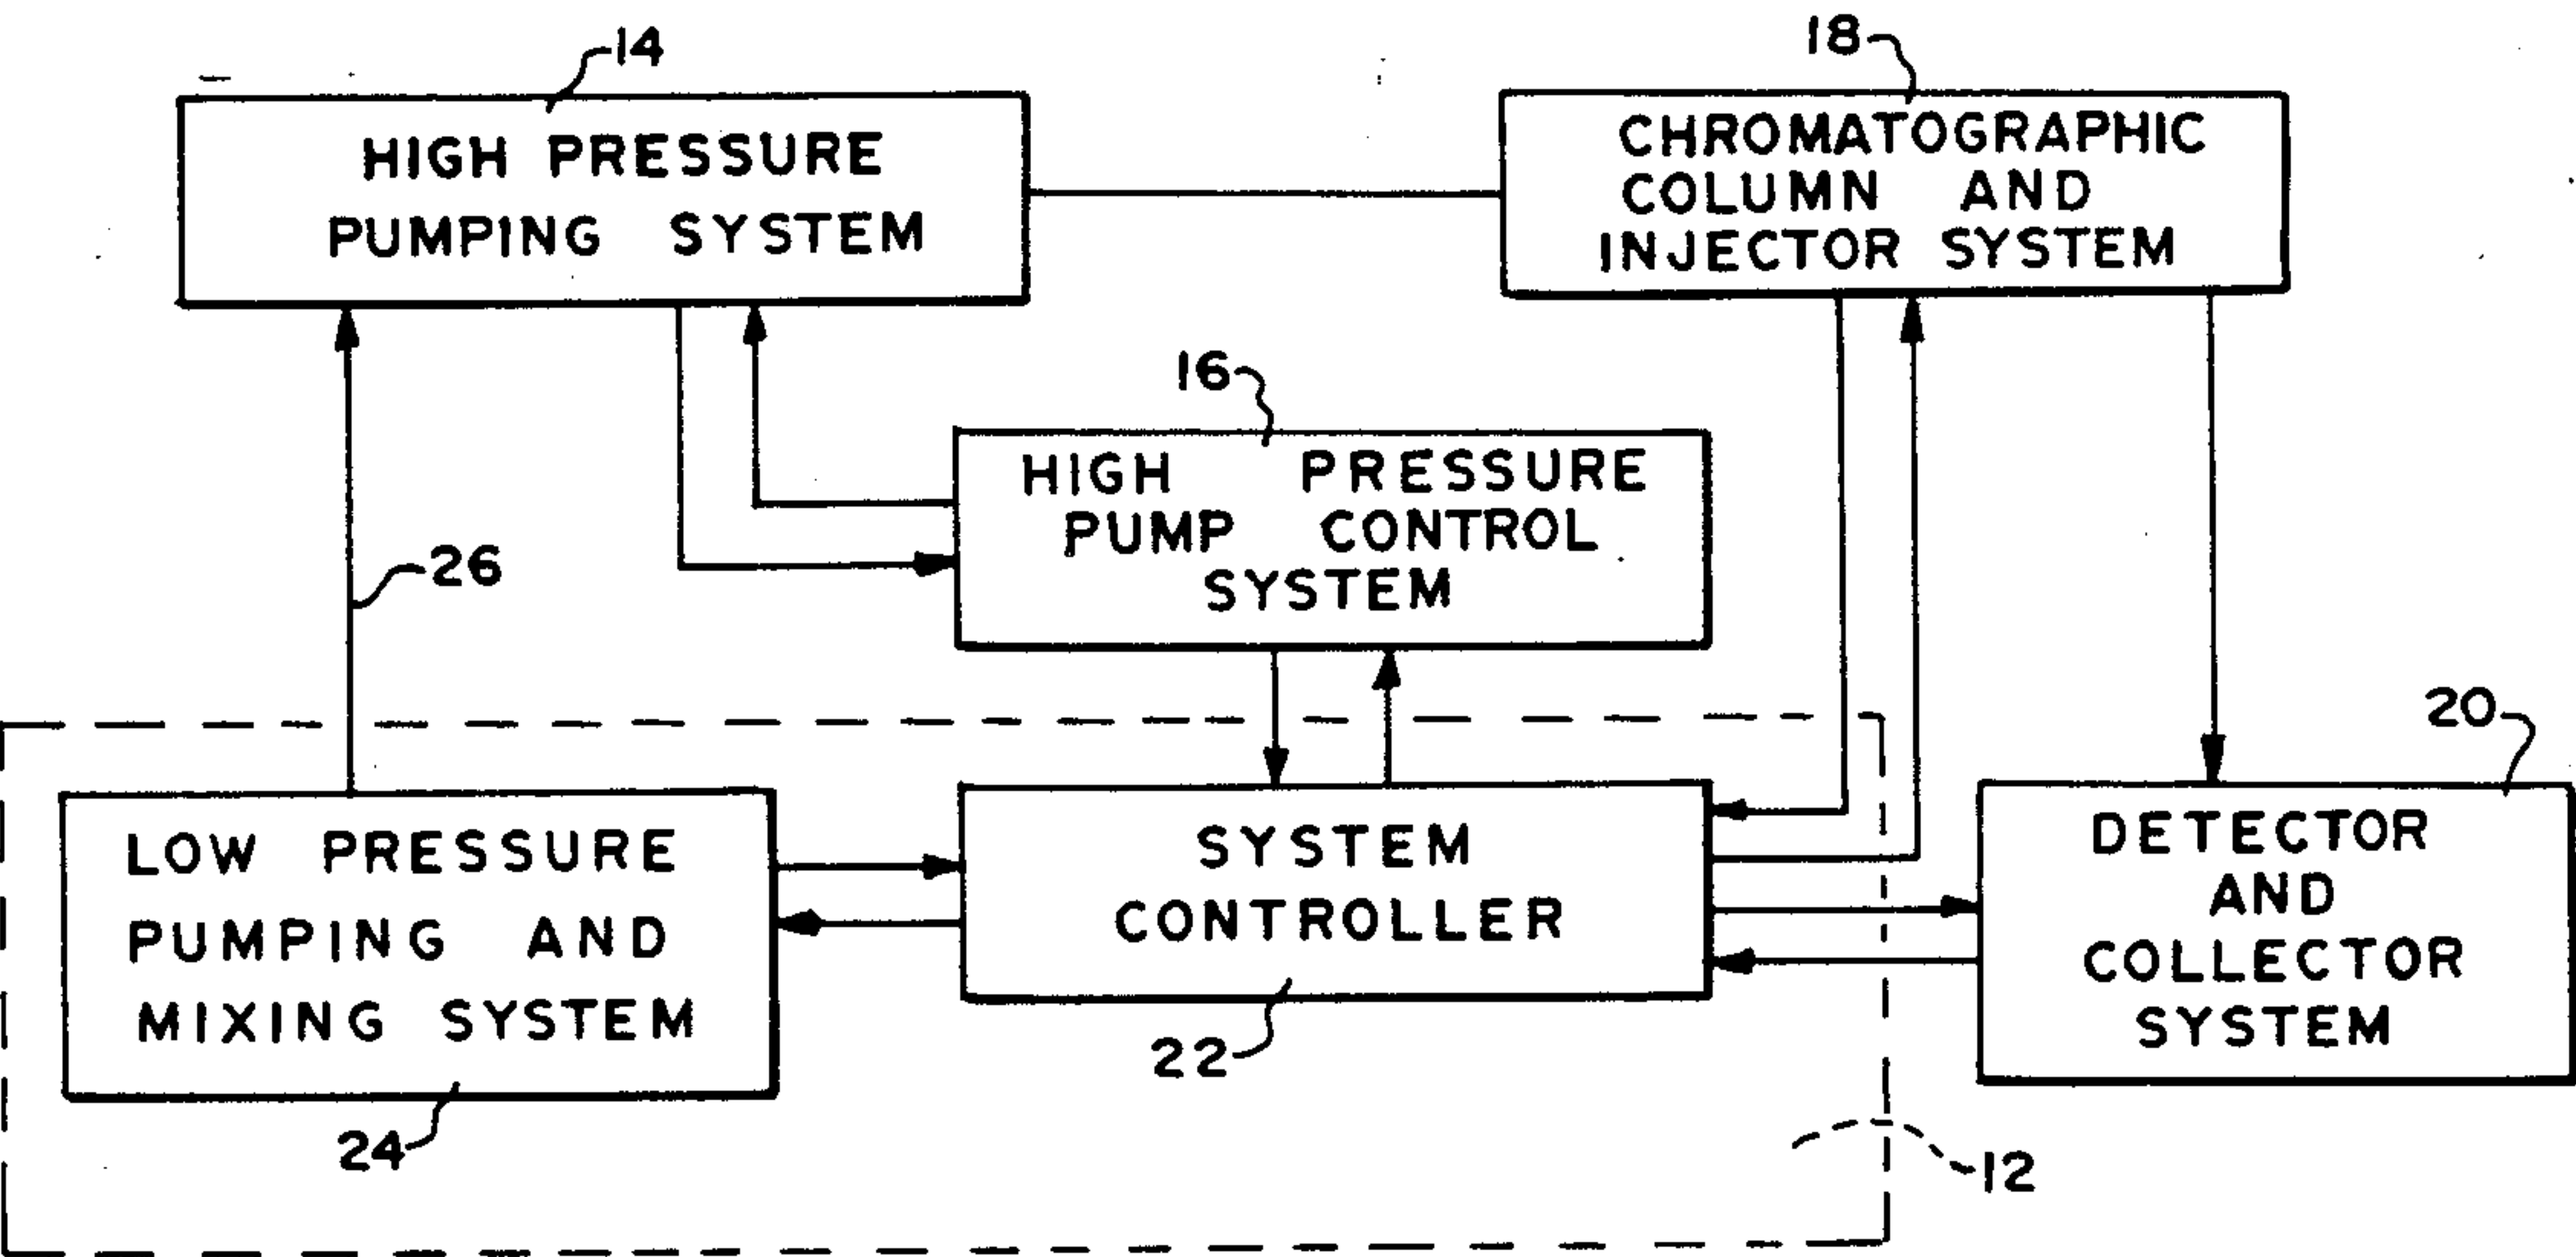 14
HIGH PRESSURE
PUMPING SYSTEM
18
CHROMATOGRAPHIC
COLUMN AND
INJECTOR SYSTEM
16
HIGH PRESSURE
PUMP CONTROL
SYSTEM
26
20
LOW PRESSURE
PUMPING AND
MIXING SYSTEM
24
SYSTEM
CONTROLLER
22
DETECTOR
AND
COLLECTOR
SYSTEM
12